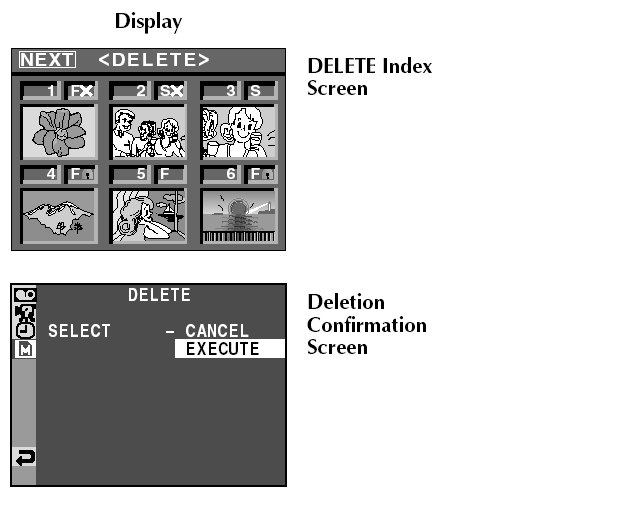 Display
NEXT <DELETE>
DELETE Index
Screen
1 F 2 S 3 S
4 F 5 F 6 F
DELETE
SELECT – CANCEL
EXECUTE
M
Deletion
Confirmation
Screen